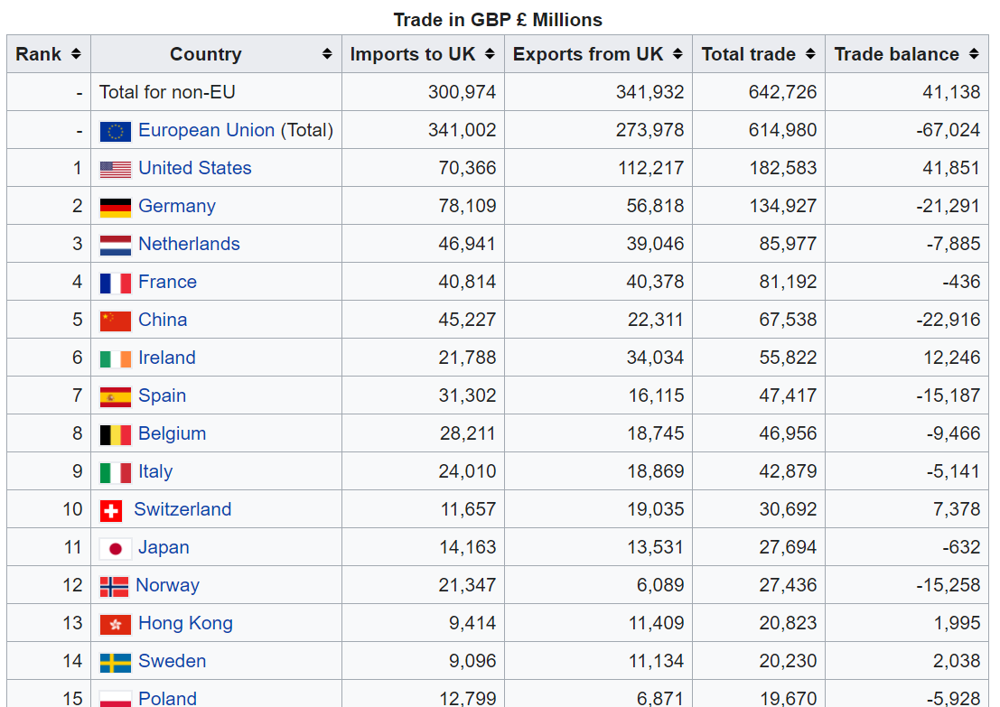 Trade in GBP £ Millions
Rank Country Imports to UK Exports from UK Total trade Trade balance
- Total for non-EU 300,974 341,932 642,726 41,138
- European Union (Total) 341,002 273,978 614,980 -67,024
1 United States 70,366 112,217 182,583 41,851
2 Germany 78,109 56,818 134,927 -21,291
3 Netherlands 46,941 39,046 85,977 -7,885
4 France 40,814 40,378 81,192 -436
5 China 45,227 22,311 67,538 -22,916
6 Ireland 21,788 34,034 55,822 12,246
7 Spain 31,302 16,115 47,417 -15,187
8 Belgium 28,211 18,745 46,956 -9,466
9 Italy 24,010 18,869 42,879 -5,141
10 Switzerland 11,657 19,035 30,692 7,378
11 Japan 14,163 13,531 27,694 -632
12 Norway 21,347 6,089 27,436 -15,258
13 Hong Kong 9,414 11,409 20,823 1,995
14 Sweden 9,096 11,134 20,230 2,038
15 Poland 12,799 6,871 19,670 -5,928